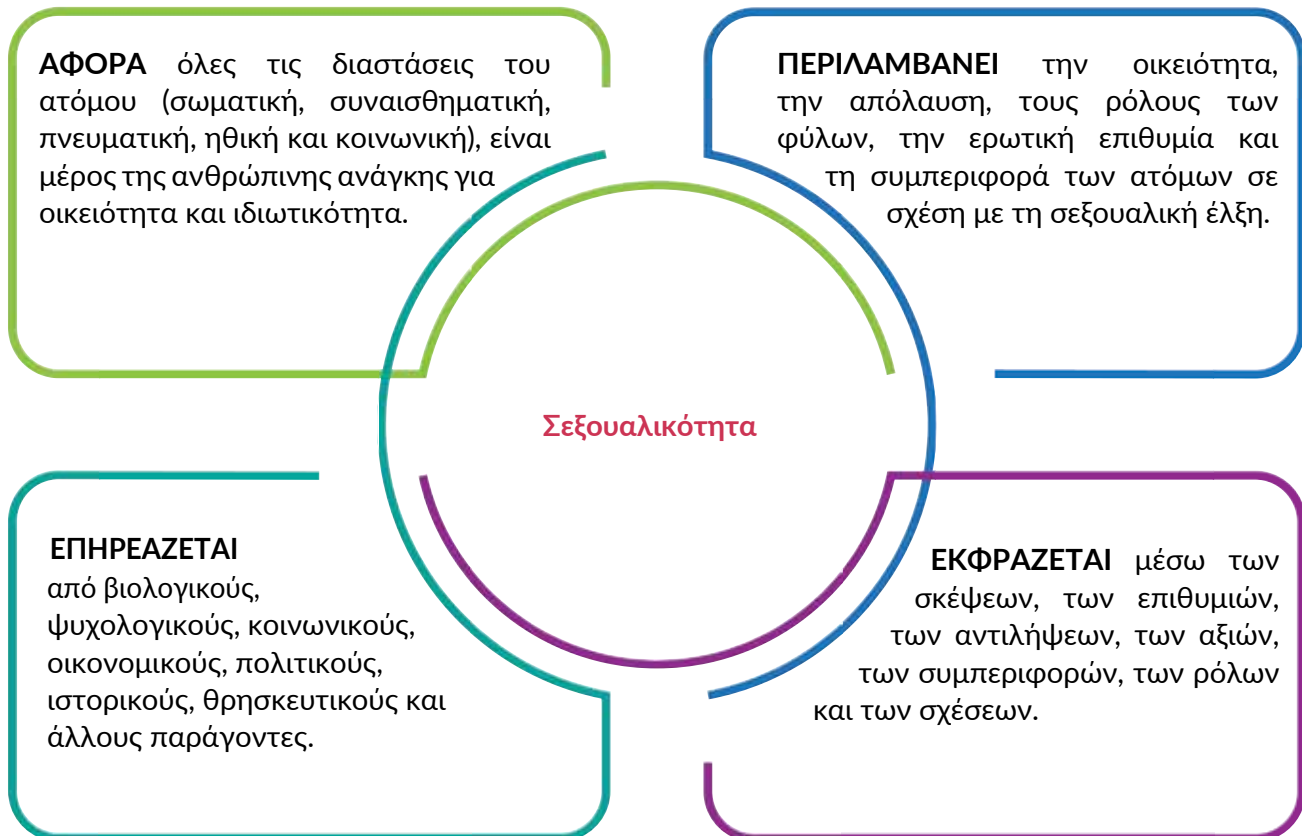 ΑΦΟΡΑ όλες τις διαστάσεις του
ατόμου (σωματική, συναισθηματική,
πνευματική, ηθική και κοινωνική), είναι
μέρος της ανθρώπινης ανάγκης για
οικειότητα και ιδιωτικότητα.
ΠΕΡΙΛΑΜΒΑΝΕΙ την οικειότητα,
την απόλαυση, τους ρόλους των
φύλων, την ερωτική επιθυμία και
τη συμπεριφορά των ατόμων σε
σχέση με τη σεξουαλική έλξη.
Σεξουαλικότητα
ΕΠΗΡΕΑΖΕΤΑΙ
από βιολογικούς,
ψυχολογικούς, κοινωνικούς,
οικονομικούς, πολιτικούς,
ιστορικούς, θρησκευτικούς και
άλλους παράγοντες.
ΕΚΦΡΑΖΕΤΑΙ μέσω των
σκέψεων, των επιθυμιών,
των αντιλήψεων, των αξιών,
των συμπεριφορών, των ρόλων
και των σχέσεων.